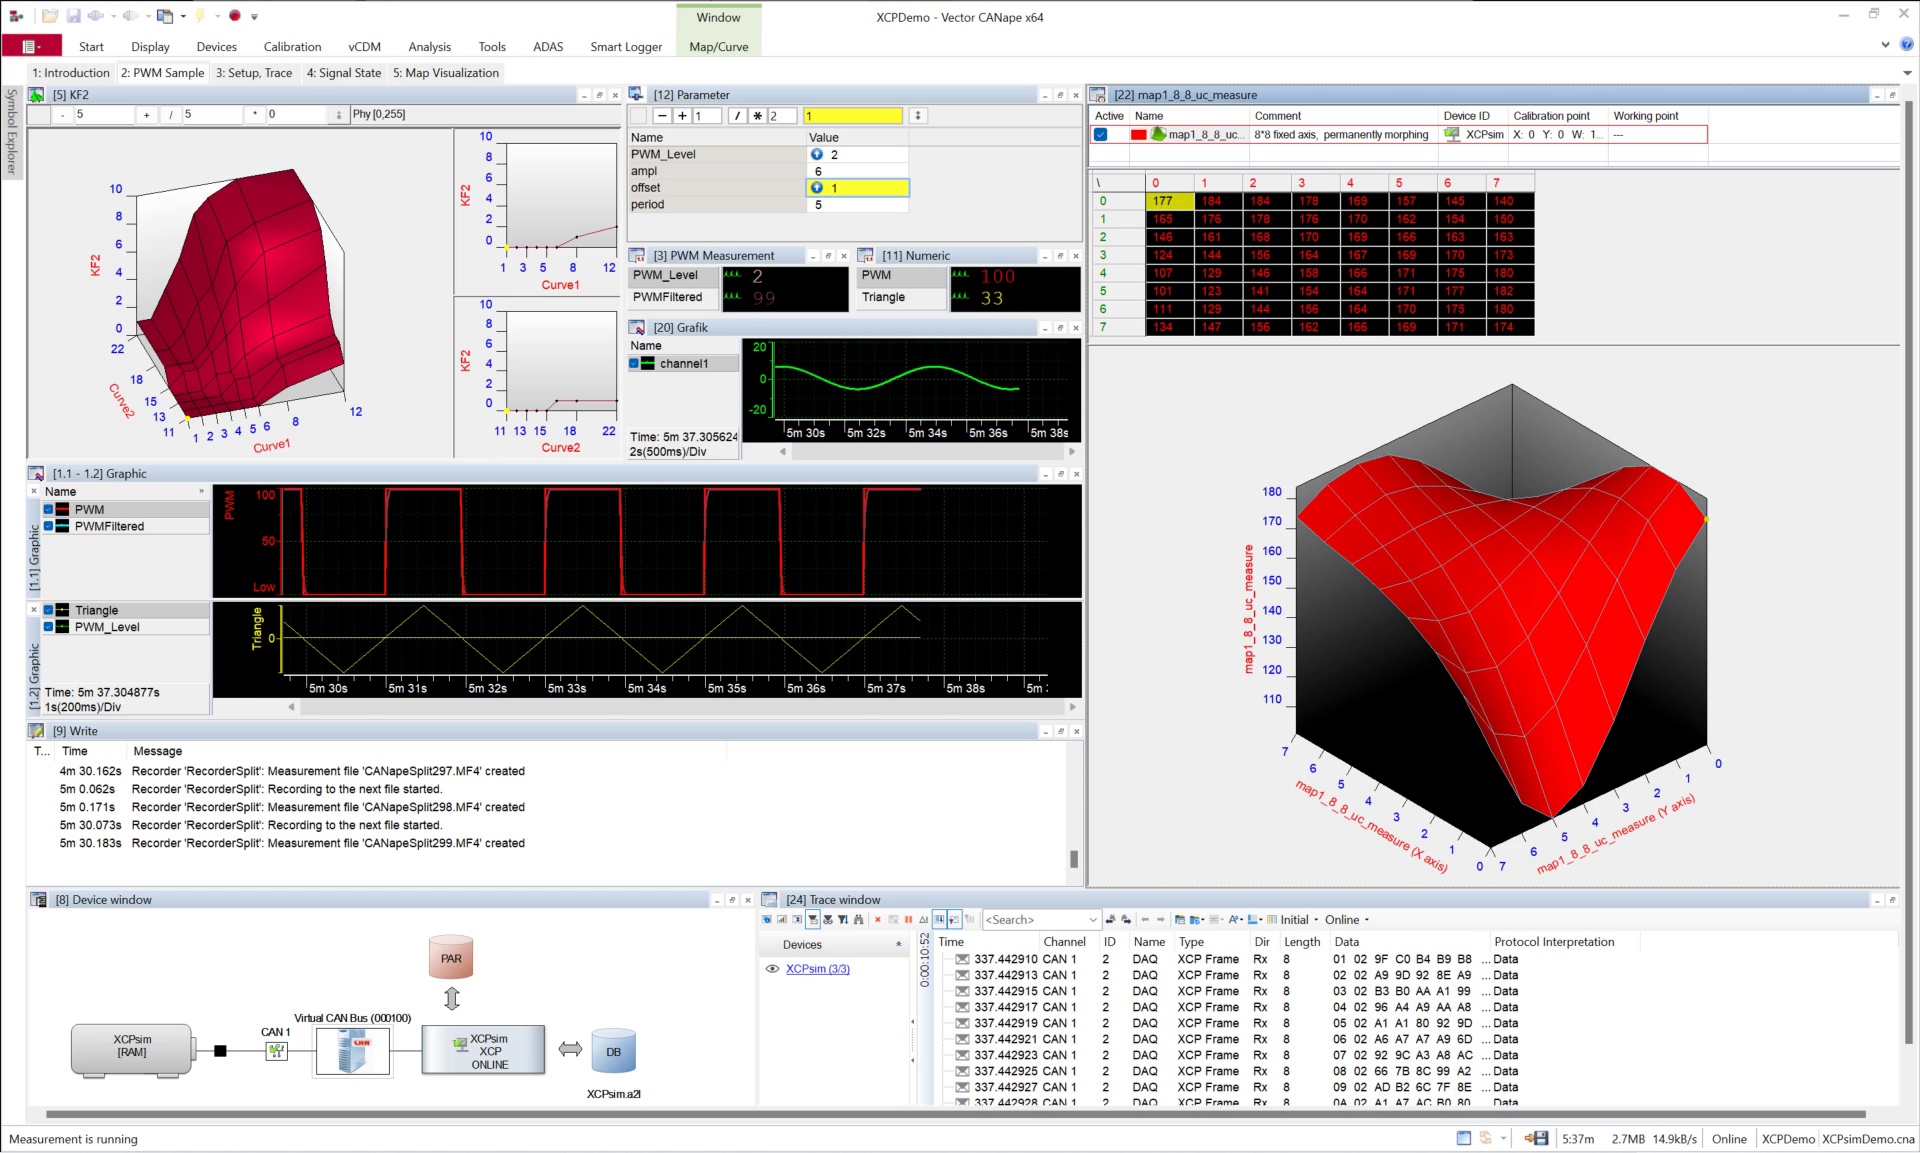 Window
XCPDemo - Vector CANape x64
Start Display Devices Calibration vCDM Analysis Tools ADAS Smart Logger Map/Curve
1: Introduction 2: PWM Sample 3: Setup, Trace 4: Signal State 5: Map Visualization
Symbol Explorer
[5] KF2
- 5 + / 5 * 0 Phy [0,255]
KF2
10
8
6
4
2
0
22
18
15
13
11
Curve2
1 2 3 4 5 6 8 12
Curve1
KF2
10
8
6
4
2
0
1 3 5 8 12
Curve1
KF2
10
8
6
4
2
0
11 13 15 18 22
Curve2
[12] Parameter
− + 1 / * 2 1
Name Value
PWM_Level 2
ampl 6
offset 1
period 5
[3] PWM Measurement
PWM_Level 2
PWMFiltered 99
[11] Numeric
PWM 100
Triangle 33
[20] Grafik
Name
channel1
Time: 5m 37.305624
2s(500ms)/Div
20
0
-20
5m 30s 5m 32s 5m 34s 5m 36s 5m 38s
[22] map1_8_8_uc_measure
Active Name Comment Device ID Calibration point Working point
map1_8_8_uc... 8*8 fixed axis, permanently morphing XCPsim X: 0 Y: 0 W: 1... ---
\ 0 1 2 3 4 5 6 7
0 177 184 184 178 169 157 145 140
1 165 176 178 176 170 162 154 150
2 146 161 168 170 169 166 163 163
3 124 144 156 164 167 169 170 173
4 107 129 146 158 166 171 175 180
5 101 123 141 154 164 171 177 182
6 111 129 144 156 164 170 175 180
7 134 147 156 162 166 169 171 174
map1_8_8_uc_measure
180
170
160
150
140
130
120
110
7 6 5 4 3 2 1 0
map1_8_8_uc_measure (X axis)
7 6 5 4 3 2 1 0
map1_8_8_uc_measure (Y axis)
[1.1 - 1.2] Graphic
Name »
PWM
PWMFiltered
[1.1] Graphic
PWM
100
50
Low
Triangle
PWM_Level
[1.2] Graphic
Time: 5m 37.304877s
1s(200ms)/Div
Triangle
0
5m 30s 5m 31s 5m 32s 5m 33s 5m 34s 5m 35s 5m 36s 5m 37s 5m 38s 5m
[9] Write
T... Time Message
4m 30.162s Recorder 'RecorderSplit': Measurement file 'CANapeSplit297.MF4' created
5m 0.062s Recorder 'RecorderSplit': Recording to the next file started.
5m 0.171s Recorder 'RecorderSplit': Measurement file 'CANapeSplit298.MF4' created
5m 30.073s Recorder 'RecorderSplit': Recording to the next file started.
5m 30.183s Recorder 'RecorderSplit': Measurement file 'CANapeSplit299.MF4' created
[8] Device window
PAR
Virtual CAN Bus (000100)
CAN 1
XCPsim
[RAM]
CAN
XCPsim
XCP
ONLINE
DB
XCPsim.a2l
[24] Trace window
<Search> Initial Online
Devices
XCPsim (3/3)
0:00:10:52
Time Channel ID Name Type Dir Length Data Protocol Interpretation
337.442910 CAN 1 2 DAQ XCP Frame Rx 8 01 02 9F C0 B4 B9 B8 ... Data
337.442913 CAN 1 2 DAQ XCP Frame Rx 8 02 02 A9 9D 92 8E A9 ... Data
337.442915 CAN 1 2 DAQ XCP Frame Rx 8 03 02 B3 B0 AA A1 99 ... Data
337.442917 CAN 1 2 DAQ XCP Frame Rx 8 04 02 96 A4 A9 AA A8 ... Data
337.442919 CAN 1 2 DAQ XCP Frame Rx 8 05 02 A1 A1 80 92 9D ... Data
337.442921 CAN 1 2 DAQ XCP Frame Rx 8 06 02 A6 A7 A7 A9 6D ... Data
337.442923 CAN 1 2 DAQ XCP Frame Rx 8 07 02 92 9C A3 A8 AC ... Data
337.442925 CAN 1 2 DAQ XCP Frame Rx 8 08 02 66 7B 8C 99 A2 ... Data
337.442927 CAN 1 2 DAQ XCP Frame Rx 8 09 02 AD B2 6C 7F 8E ... Data
337.442928 CAN 1 2 DAQ XCP Frame Rx 8 0A 02 A1 A7 AC B0 80 ... Data
Measurement is running
5:37m 2.7MB 14.9kB/s Online XCPDemo XCPsimDemo.cna